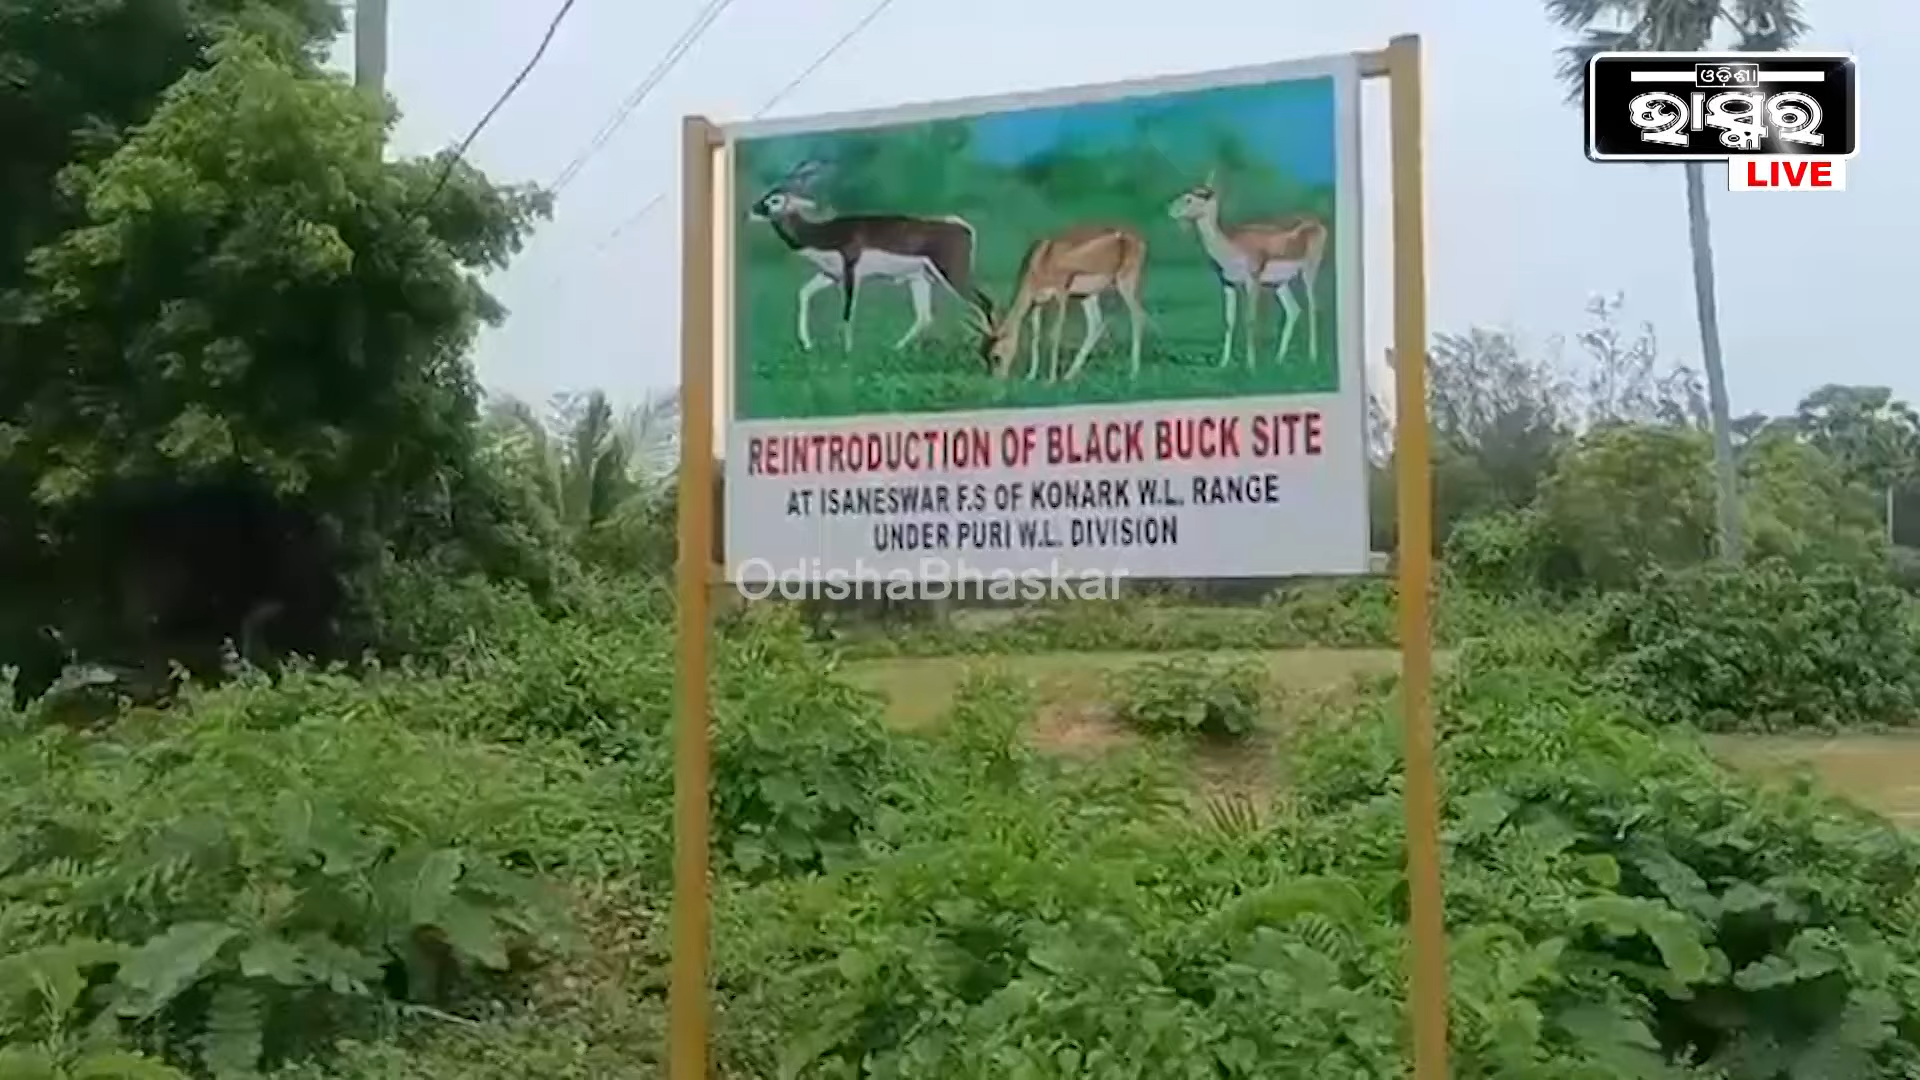 ଓଡ଼ିଶା
ଭାସ୍କର
LIVE
REINTRODUCTION OF BLACK BUCK SITE
AT ISANESWAR F.S OF KONARK W.L. RANGE
UNDER PURI W.L. DIVISION
OdishaBhaskar